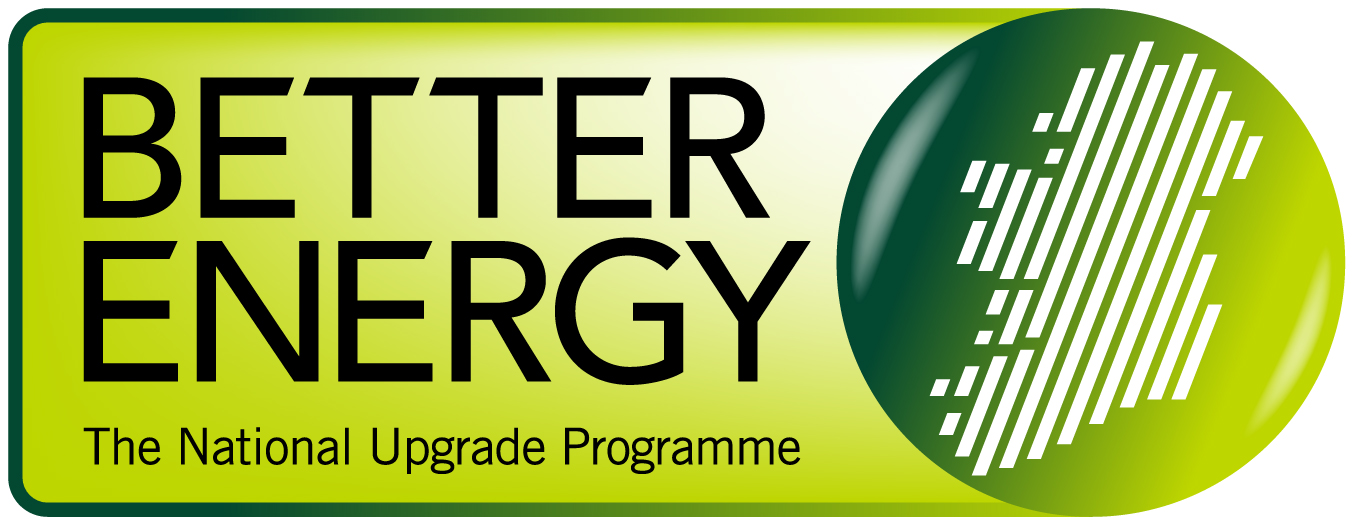 BETTER
ENERGY
The National Upgrade Programme